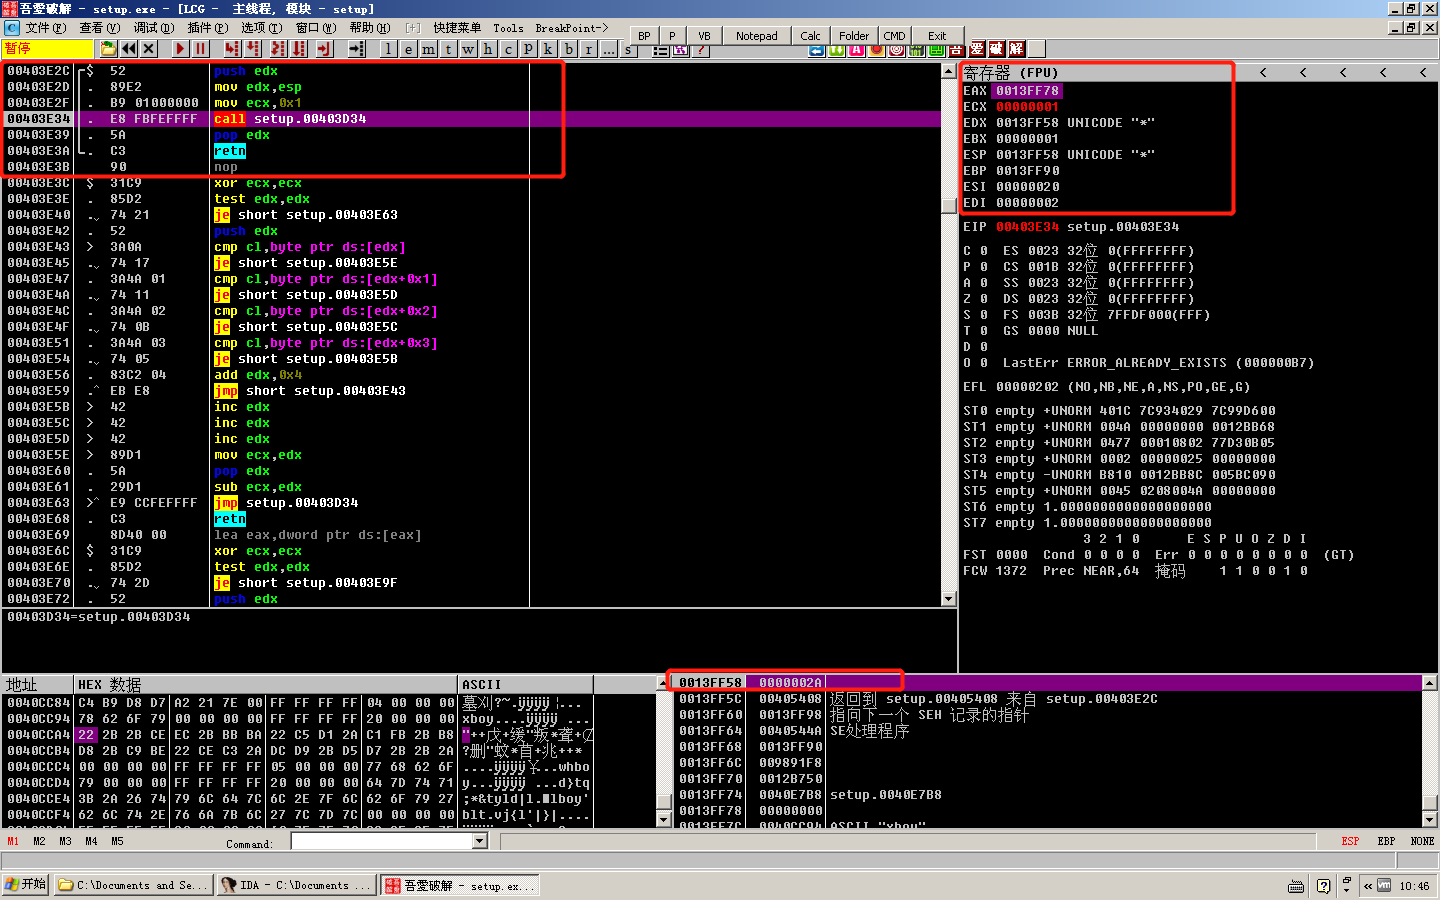 吾爱破解 - setup.exe - [LCG -  主线程, 模块 - setup]
文件(F) 查看(V) 调试(D) 插件(P) 选项(T) 窗口(W) 帮助(H) [+] 快捷菜单 Tools BreakPoint->
BP P VB Notepad Calc Folder CMD Exit
暂停 l e m t w h c p k b r ... s
00403E2C $ 52 push edx
00403E2D . 89E2 mov edx,esp
00403E2F . B9 01000000 mov ecx,0x1
00403E34 . E8 FBFEFFFF call setup.00403D34
00403E39 . 5A pop edx
00403E3A . C3 retn
00403E3B 90 nop
00403E3C $ 31C9 xor ecx,ecx
00403E3E . 85D2 test edx,edx
00403E40 .⌄ 74 21 je short setup.00403E63
00403E42 . 52 push edx
00403E43 > 3A0A cmp cl,byte ptr ds:[edx]
00403E45 .⌄ 74 17 je short setup.00403E5E
00403E47 . 3A4A 01 cmp cl,byte ptr ds:[edx+0x1]
00403E4A .⌄ 74 11 je short setup.00403E5D
00403E4C . 3A4A 02 cmp cl,byte ptr ds:[edx+0x2]
00403E4F .⌄ 74 0B je short setup.00403E5C
00403E51 . 3A4A 03 cmp cl,byte ptr ds:[edx+0x3]
00403E54 .⌄ 74 05 je short setup.00403E5B
00403E56 . 83C2 04 add edx,0x4
00403E59 .^ EB E8 jmp short setup.00403E43
00403E5B > 42 inc edx
00403E5C > 42 inc edx
00403E5D > 42 inc edx
00403E5E > 89D1 mov ecx,edx
00403E60 . 5A pop edx
00403E61 . 29D1 sub ecx,edx
00403E63 >^ E9 CCFEFFFF jmp setup.00403D34
00403E68 . C3 retn
00403E69 8D40 00 lea eax,dword ptr ds:[eax]
00403E6C $ 31C9 xor ecx,ecx
00403E6E . 85D2 test edx,edx
00403E70 .⌄ 74 2D je short setup.00403E9F
00403E72 . 52 push edx
00403D34=setup.00403D34
寄存器 (FPU) < < < < <
EAX 0013FF78
ECX 00000001
EDX 0013FF58 UNICODE "*"
EBX 00000001
ESP 0013FF58 UNICODE "*"
EBP 0013FF90
ESI 00000020
EDI 00000002
EIP 00403E34 setup.00403E34
C 0 ES 0023 32位 0(FFFFFFFF)
P 0 CS 001B 32位 0(FFFFFFFF)
A 0 SS 0023 32位 0(FFFFFFFF)
Z 0 DS 0023 32位 0(FFFFFFFF)
S 0 FS 003B 32位 7FFDF000(FFF)
T 0 GS 0000 NULL
D 0
O 0 LastErr ERROR_ALREADY_EXISTS (000000B7)
EFL 00000202 (NO,NB,NE,A,NS,PO,GE,G)
ST0 empty +UNORM 401C 7C934029 7C99D600
ST1 empty +UNORM 004A 00000000 0012BB68
ST2 empty +UNORM 0477 00010802 77D30B05
ST3 empty +UNORM 0002 00000025 00000000
ST4 empty -UNORM B810 0012BB8C 005BC090
ST5 empty +UNORM 0045 0208004A 00000000
ST6 empty 1.0000000000000000000
ST7 empty 1.0000000000000000000
3 2 1 0 E S P U O Z D I
FST 0000 Cond 0 0 0 0 Err 0 0 0 0 0 0 0 0 (GT)
FCW 1372 Prec NEAR,64 掩码 1 1 0 0 1 0
地址 HEX 数据 ASCII
0040CC84 C4 B9 D8 D7 A2 21 7E 00 FF FF FF FF 04 00 00 00
0040CC94 78 62 6F 79 00 00 00 00 FF FF FF FF 20 00 00 00 xboy....
0040CCA4 22 2B 2B CE EC 2B BB BA 22 C5 D1 2A C1 FB 2B B8 "++戊+缓"叛*聋+
0040CCB4 3F C9 BE 22 CE C3 2A DC D9 2B D5 D7 2B 2B 2A ?删"蚊*苜+兆++*
0040CCC4 00 00 00 00 FF FF FF FF 05 00 00 00 77 68 62 6F whbo
0040CCD4 79 00 00 00 FF FF FF FF 20 00 00 00 64 7D 74 71 d}tq
0040CCE4 3B 2A 26 74 79 6C 64 7C 6C 2E 7F 6C 62 6F 79 27 ;*&tyld|l.lboy'
0040CCF4 62 6C 74 2E 76 6A 7B 6C 27 7C 7D 7C 00 00 00 00 blt.vj{l'|}|....
0013FF58 0000002A
0013FF5C 00405408 返回到 setup.00405408 来自 setup.00403E2C
0013FF60 0013FF98 指向下一个 SEH 记录的指针
0013FF64 0040544A SE处理程序
0013FF68 0013FF90
0013FF6C 009891F8
0013FF70 0012B750
0013FF74 0040E7B8 setup.0040E7B8
0013FF78 00000000
0013FF7C 0040CC94 ASCII "xboy"
M1 M2 M3 M4 M5 Command: ESP EBP NONE
开始 C:\Documents and Se... IDA - C:\Documents ... 吾爱破解 - setup.ex... « 10:46